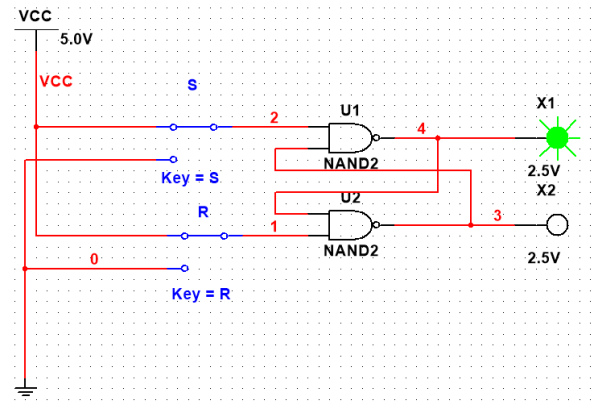 VCC
5.0V
VCC
S
2
U1
4
X1
NAND2
2.5V
Key = S
X2
R
U2
1
3
NAND2
2.5V
0
Key = R